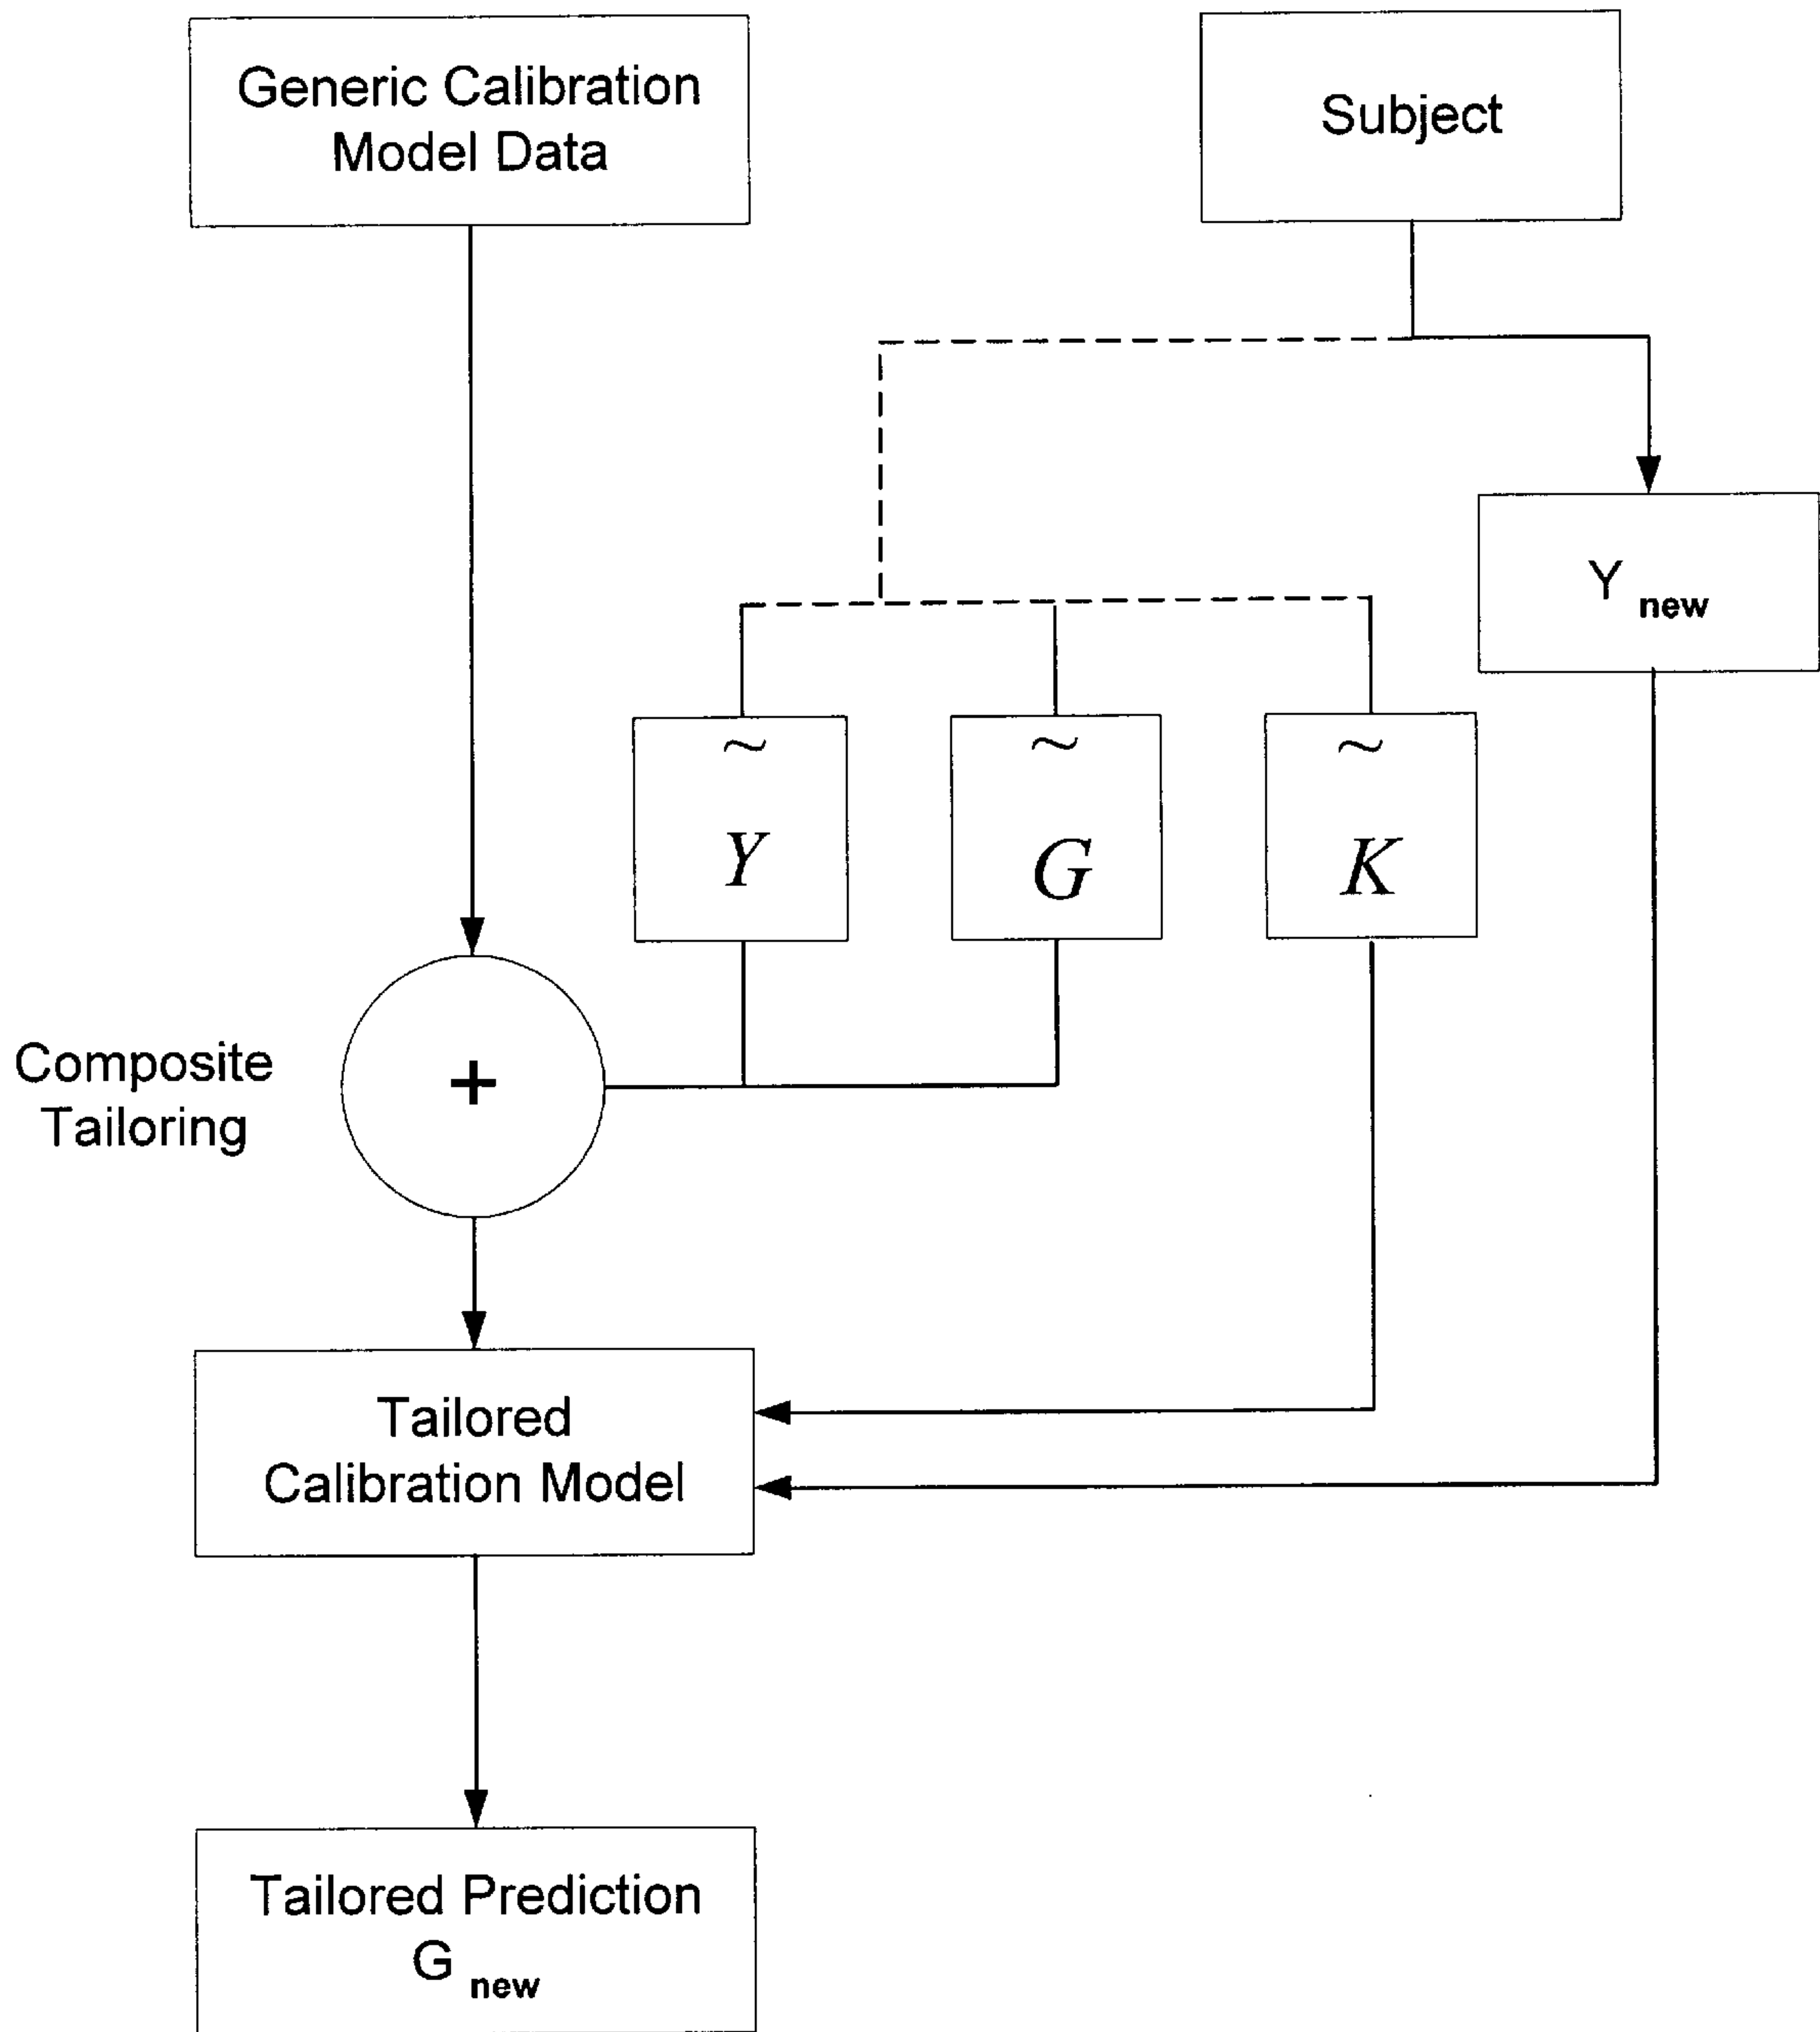 Generic Calibration
Model Data
Subject
Y new
~ ~ ~
Y G K
Composite
Tailoring
+
Tailored
Calibration Model
Tailored Prediction
G new